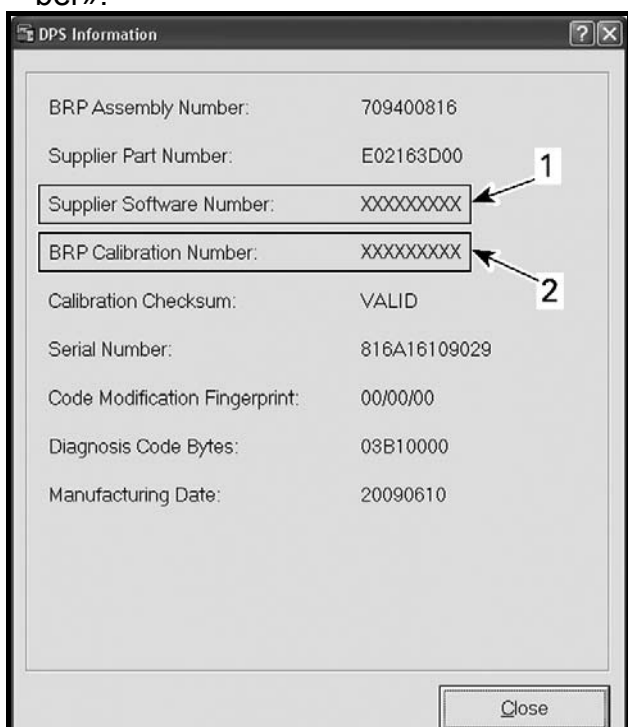 ber».
DPS Information
BRP Assembly Number: 709400816
Supplier Part Number: E02163D00
1
Supplier Software Number: XXXXXXXXX
BRP Calibration Number: XXXXXXXXX
2
Calibration Checksum: VALID
Serial Number: 816A16109029
Code Modification Fingerprint: 00/00/00
Diagnosis Code Bytes: 03B10000
Manufacturing Date: 20090610
Close